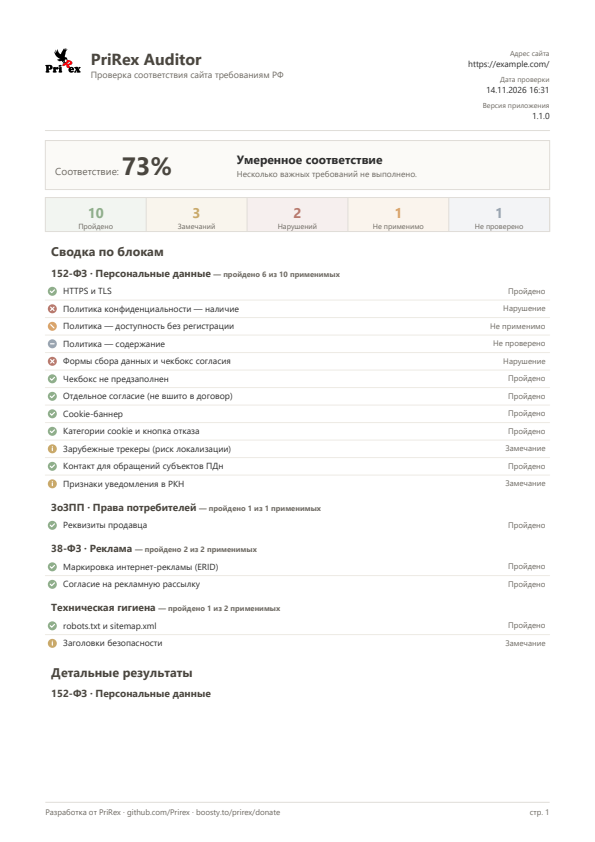 PriRex
PriRex Auditor
Проверка соответствия сайта требованиям РФ
Адрес сайта
https://example.com/
Дата проверки
14.11.2026 16:31
Версия приложения
1.1.0
Соответствие: 73%
Умеренное соответствие
Несколько важных требований не выполнено.
10
Пройдено
3
Замечаний
2
Нарушений
1
Не применимо
1
Не проверено
Сводка по блокам
152-ФЗ · Персональные данные — пройдено 6 из 10 применимых
HTTPS и TLS Пройдено
Политика конфиденциальности — наличие Нарушение
Политика — доступность без регистрации Не применимо
Политика — содержание Не проверено
Формы сбора данных и чекбокс согласия Нарушение
Чекбокс не предзаполнен Пройдено
Отдельное согласие (не вшито в договор) Пройдено
Cookie-баннер Пройдено
Категории cookie и кнопка отказа Пройдено
Зарубежные трекеры (риск локализации) Замечание
Контакт для обращений субъектов ПДн Пройдено
Признаки уведомления в РКН Замечание
ЗоЗПП · Права потребителей — пройдено 1 из 1 применимых
Реквизиты продавца Пройдено
38-ФЗ · Реклама — пройдено 2 из 2 применимых
Маркировка интернет-рекламы (ERID) Пройдено
Согласие на рекламную рассылку Пройдено
Техническая гигиена — пройдено 1 из 2 применимых
robots.txt и sitemap.xml Пройдено
Заголовки безопасности Замечание
Детальные результаты
152-ФЗ · Персональные данные
Разработка от PriRex · github.com/Prirex · boosty.to/prirex/donate стр. 1